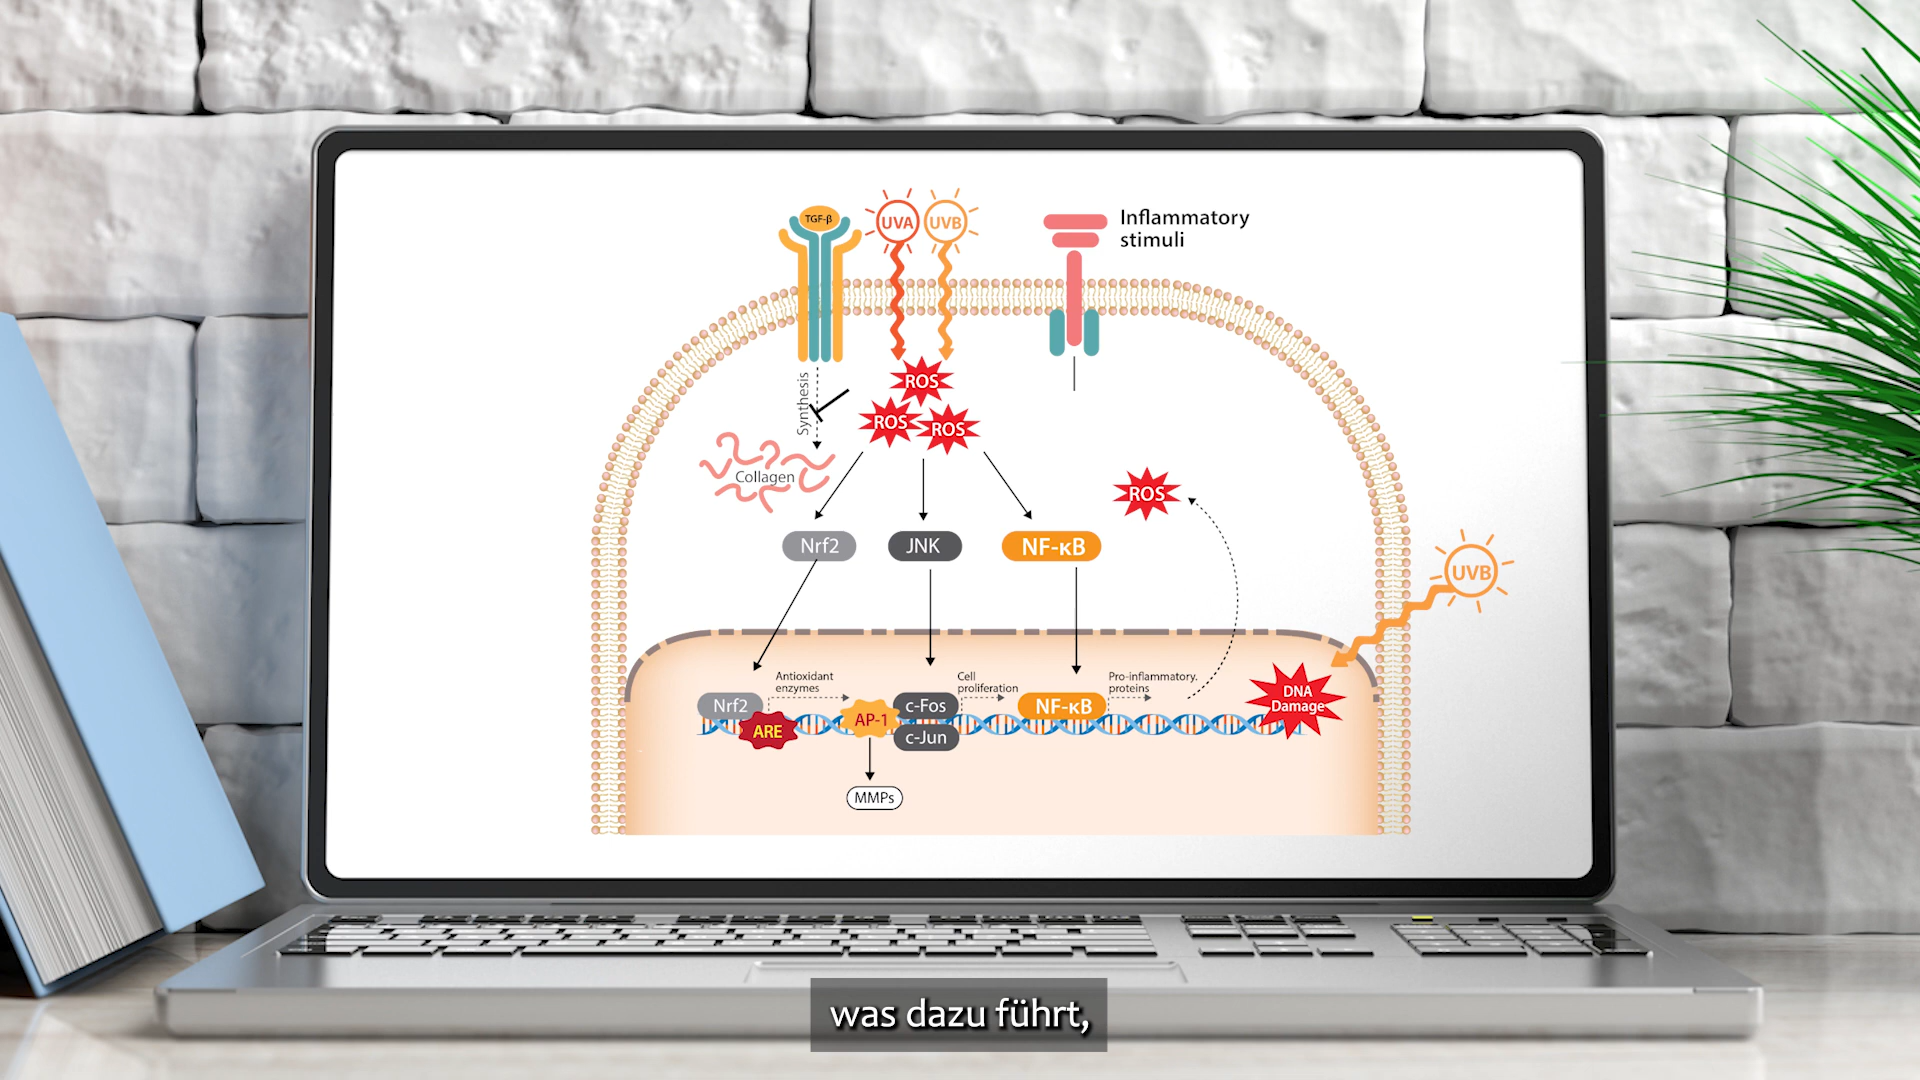 TGF-β
UVA
UVB
Inflammatory
stimuli
Synthesis
ROS
ROS
ROS
Collagen
ROS
Nrf2
JNK
NF-κB
UVB
Antioxidant
enzymes
Cell
proliferation
Pro-inflammatory.
proteins
DNA
Damage
Nrf2
ARE
AP-1
c-Fos
c-Jun
NF-κB
MMPs
was dazu führt,